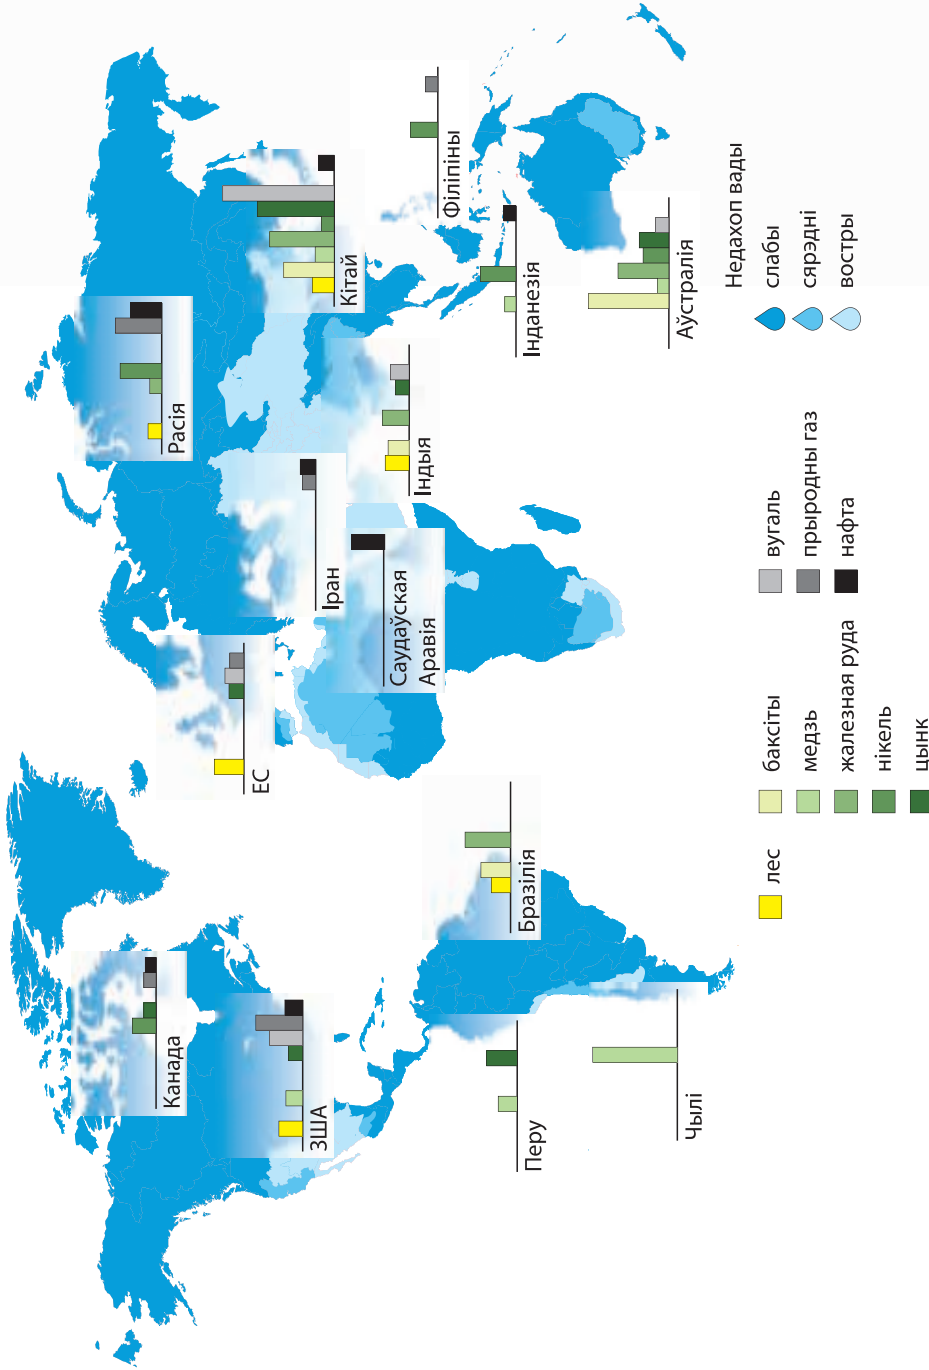 Канада
ЗША
Перу
Чылі
Бразілія
ЕС
Іран
Саудаўская
Аравія
Расія
Індыя
Кітай
Філіпіны
Інданезія
Аўстралія
лес
баксіты
медзь
жалезная руда
нікель
цынк
вугаль
прыродны газ
нафта
Недахоп вады
слабы
сярэдні
востры